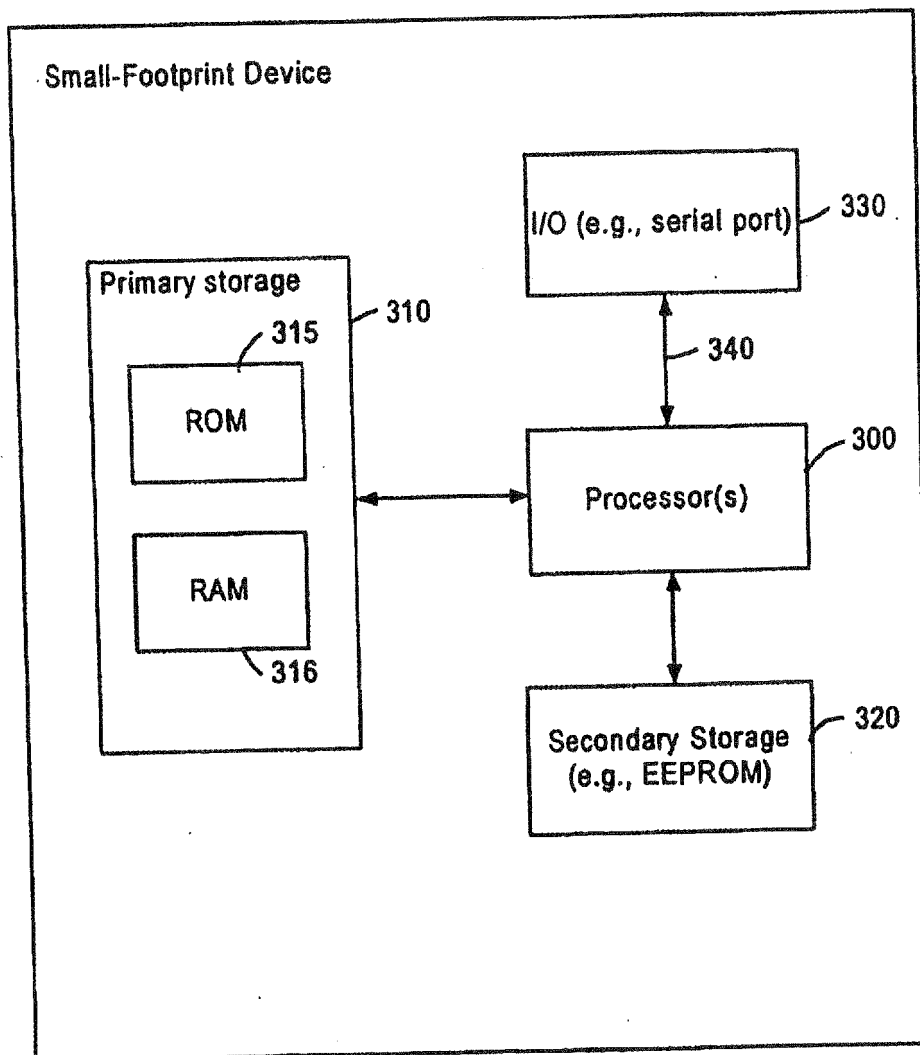 Small-Footprint Device
I/O (e.g., serial port)
330
Primary storage
310
315
ROM
340
300
Processor(s)
RAM
316
320
Secondary Storage
(e.g., EEPROM)